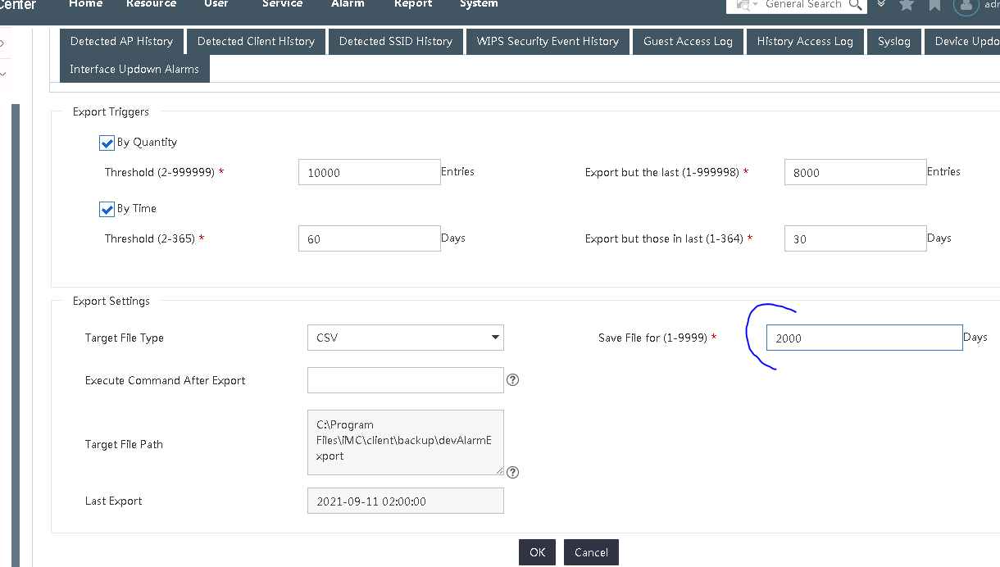 Center Home Resource User Service Alarm Report System General Search
Detected AP History Detected Client History Detected SSID History WIPS Security Event History Guest Access Log History Access Log Syslog Device Updo
Interface Updown Alarms
Export Triggers
By Quantity
Threshold (2-999999) * 10000 Entries Export but the last (1-999998) * 8000 Entries
By Time
Threshold (2-365) * 60 Days Export but those in last (1-364) * 30 Days
Export Settings
Target File Type CSV Save File for (1-9999) * 2000 Days
Execute Command After Export
Target File Path
C:\Program
Files\iMC\client\backup\devAlarmE
xport
Last Export 2021-09-11 02:00:00
OK Cancel